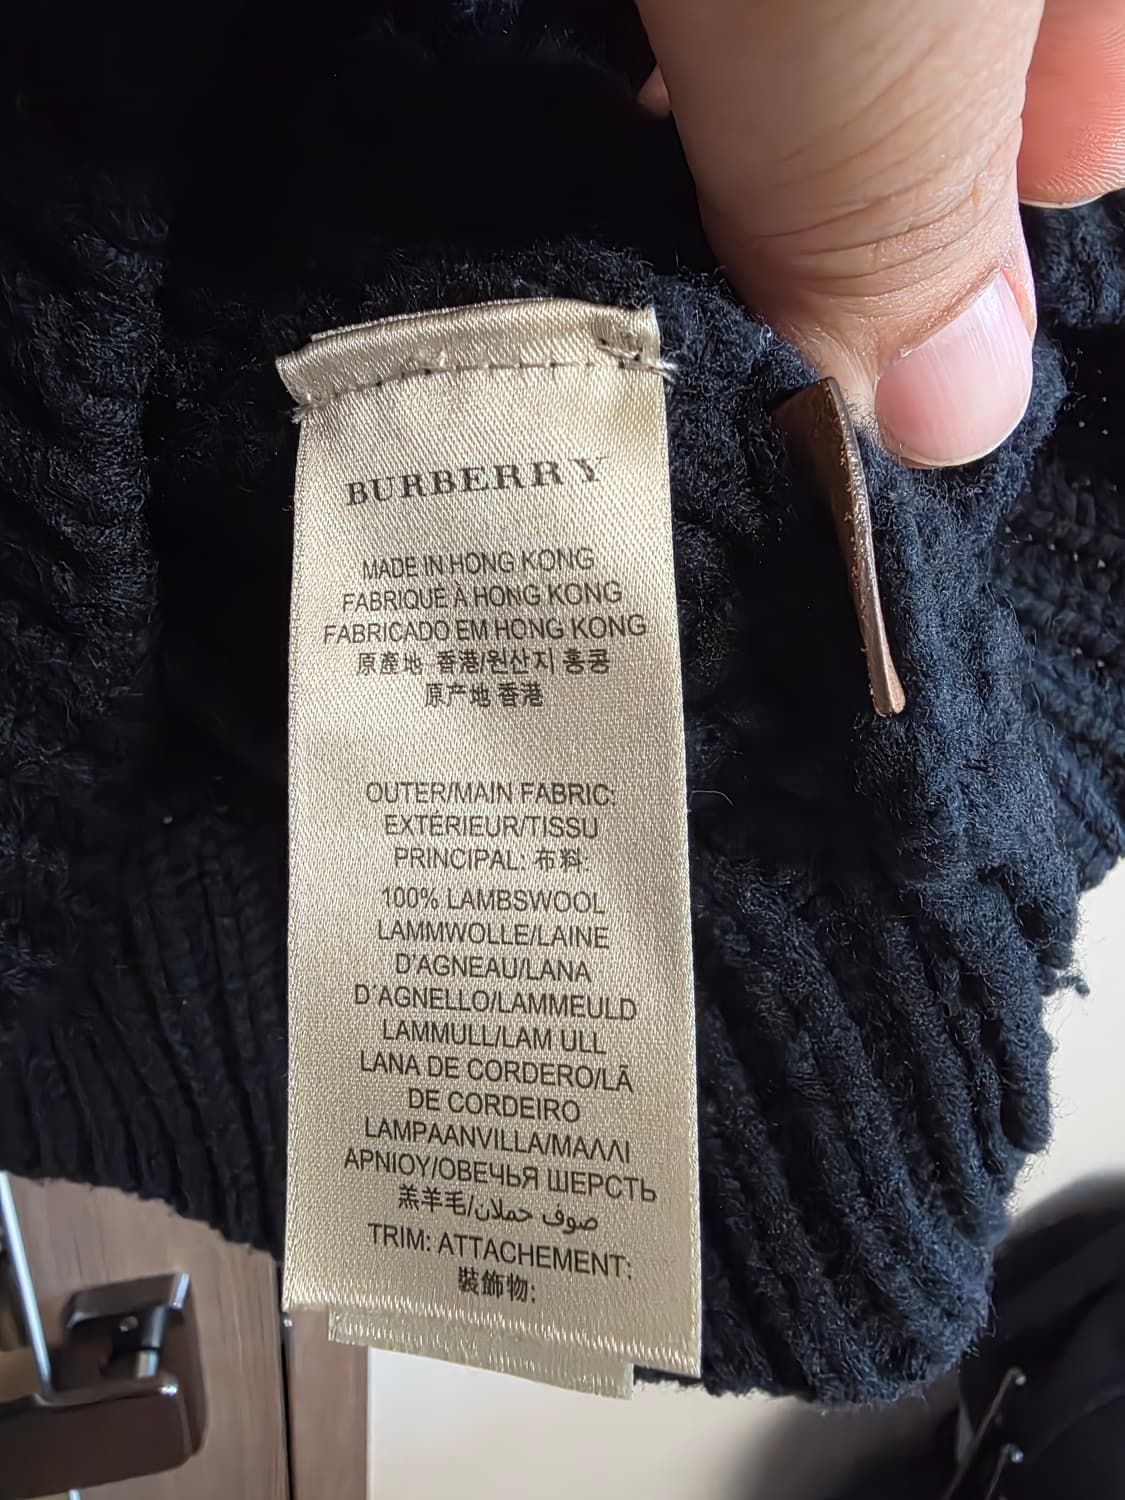 BURBERRY
MADE IN HONG KONG
FABRIQUÉ À HONG KONG
FABRICADO EM HONG KONG
原產地 香港/원산지 홍콩
原产地 香港
OUTER/MAIN FABRIC:
EXTERIEUR/TISSU
PRINCIPAL: 布料:
100% LAMBSWOOL
LAMMWOLLE/LAINE
D'AGNEAU/LANA
D'AGNELLO/LAMMEULD
LAMMULL/LAM ULL
LANA DE CORDERO/LÃ
DE CORDEIRO
LAMPAANVILLA/ΜΑΛΛΙ
ΑΡΝΙΟΥ/ОВЕЧЬЯ ШЕРСТЬ
羔羊毛/صوف حملان
TRIM: ATTACHEMENT:
裝飾物: